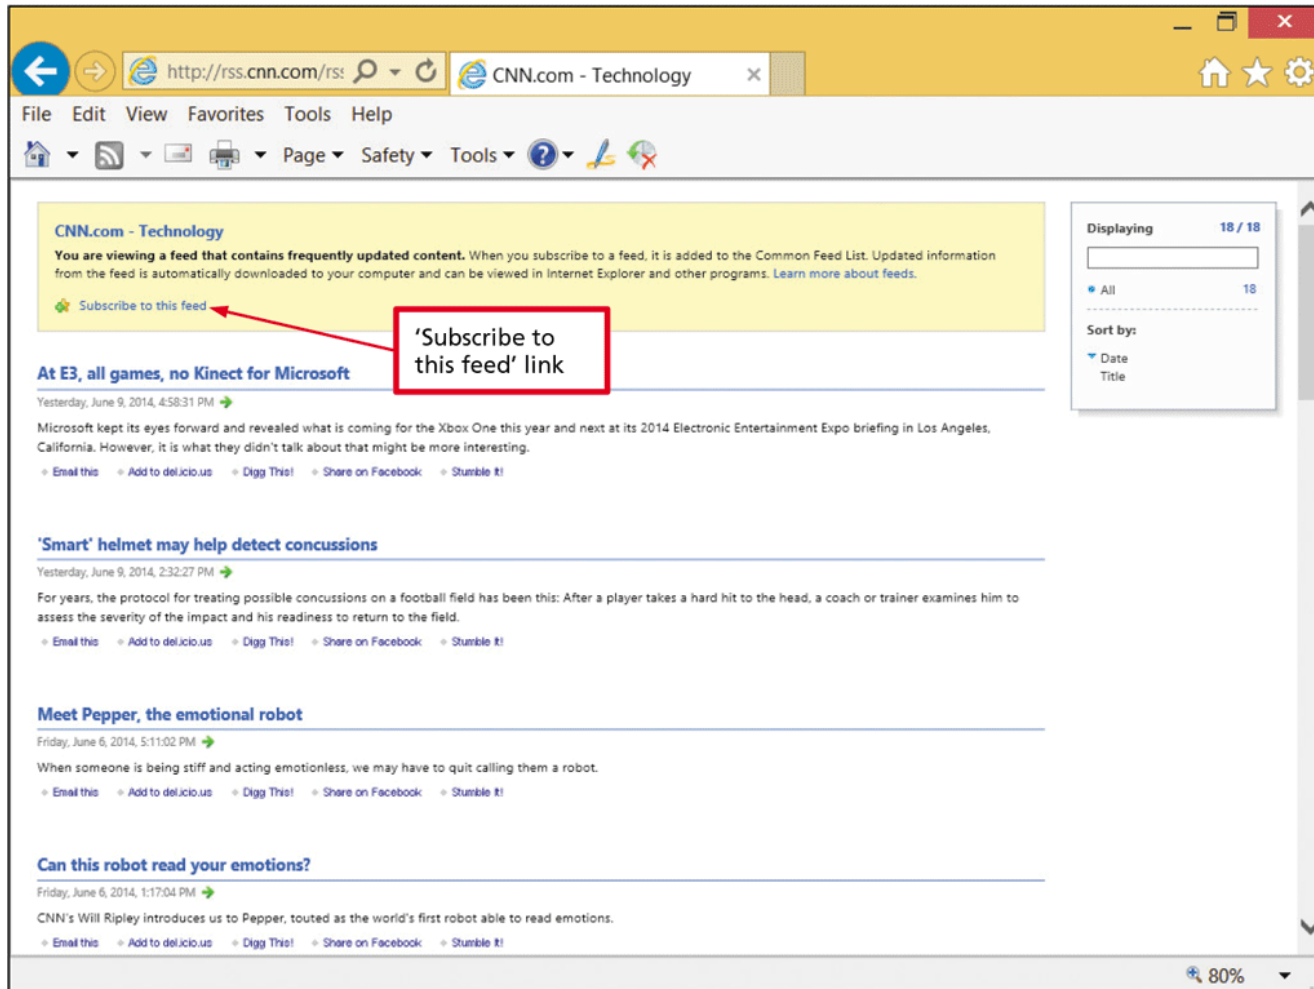 http://rss.cnn.com/rs
CNN.com - Technology
File Edit View Favorites Tools Help
Page Safety Tools
CNN.com - Technology
You are viewing a feed that contains frequently updated content. When you subscribe to a feed, it is added to the Common Feed List. Updated information
from the feed is automatically downloaded to your computer and can be viewed in Internet Explorer and other programs. Learn more about feeds.
Subscribe to this feed
'Subscribe to
this feed' link
Displaying 18 / 18
All 18
Sort by:
Date
Title
At E3, all games, no Kinect for Microsoft
Yesterday, June 9, 2014, 4:58:31 PM
Microsoft kept its eyes forward and revealed what is coming for the Xbox One this year and next at its 2014 Electronic Entertainment Expo briefing in Los Angeles,
California. However, it is what they didn't talk about that might be more interesting.
Email this Add to del.icio.us Digg This! Share on Facebook Stumble It!
'Smart' helmet may help detect concussions
Yesterday, June 9, 2014, 2:32:27 PM
For years, the protocol for treating possible concussions on a football field has been this: After a player takes a hard hit to the head, a coach or trainer examines him to
assess the severity of the impact and his readiness to return to the field.
Email this Add to del.icio.us Digg This! Share on Facebook Stumble It!
Meet Pepper, the emotional robot
Friday, June 6, 2014, 5:11:02 PM
When someone is being stiff and acting emotionless, we may have to quit calling them a robot.
Email this Add to del.icio.us Digg This! Share on Facebook Stumble It!
Can this robot read your emotions?
Friday, June 6, 2014, 1:17:04 PM
CNN's Will Ripley introduces us to Pepper, touted as the world's first robot able to read emotions.
Email this Add to del.icio.us Digg This! Share on Facebook Stumble It!
80%